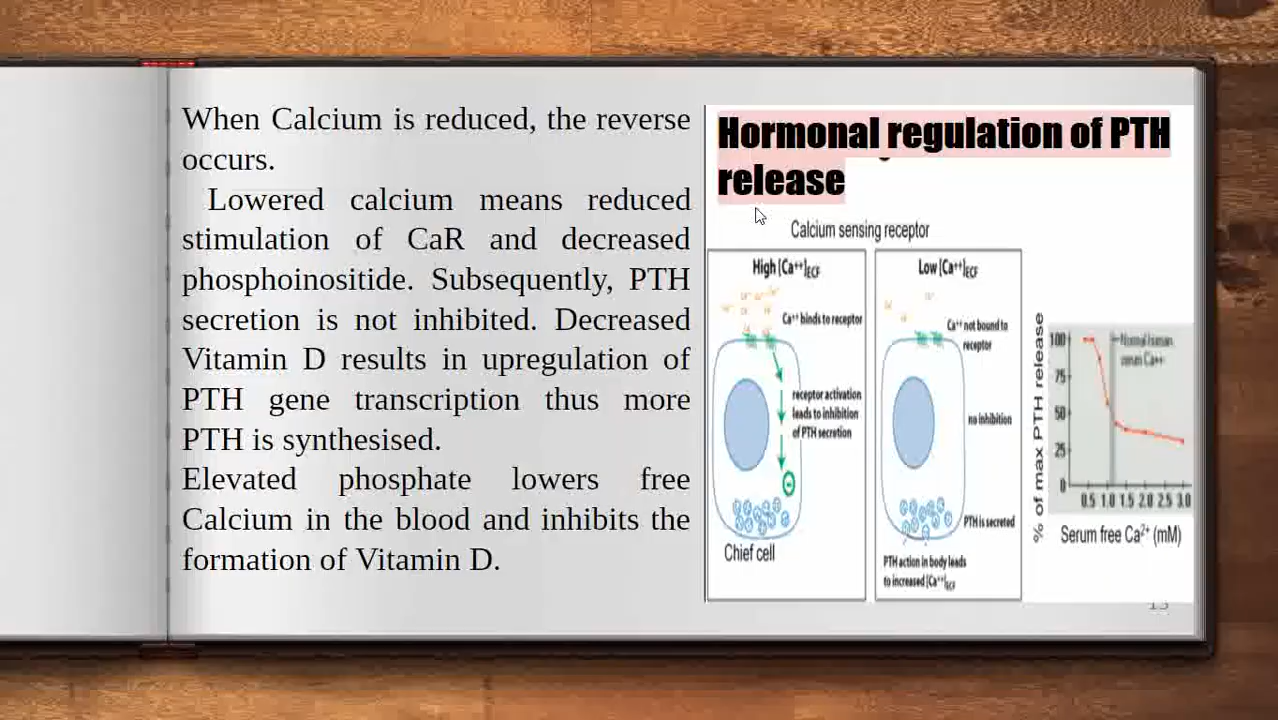 When Calcium is reduced, the reverse
occurs.
Lowered calcium means reduced
stimulation of CaR and decreased
phosphoinositide. Subsequently, PTH
secretion is not inhibited. Decreased
Vitamin D results in upregulation of
PTH gene transcription thus more
PTH is synthesised.
Elevated phosphate lowers free
Calcium in the blood and inhibits the
formation of Vitamin D.
Hormonal regulation of PTH
release
Calcium sensing receptor
High [Ca⁺⁺]ECF
Ca⁺⁺ binds to receptor
receptor activation
leads to inhibition
of PTH secretion
Chief cell
Low [Ca⁺⁺]ECF
Ca⁺⁺ not bound to
receptor
no inhibition
PTH is secreted
PTH action in body leads
to increased [Ca⁺⁺]ECF
% of max PTH release
100
75
50
25
0
Normal human
serum Ca++
0.5 1.0 1.5 2.0 2.5 3.0
Serum free Ca²⁺ (mM)
13